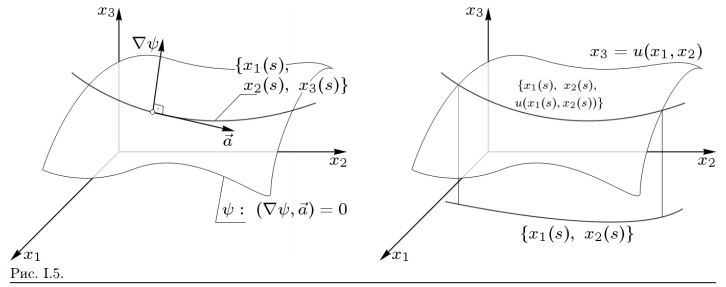 x₃
∇ψ
{x₁(s),
x₂(s), x₃(s)}
a⃗
x₂
ψ : (∇ψ, a⃗) = 0
x₁
x₃
x₃ = u(x₁, x₂)
{x₁(s), x₂(s),
u(x₁(s),x₂(s))}
x₂
{x₁(s), x₂(s)}
x₁
Рис. I.5.